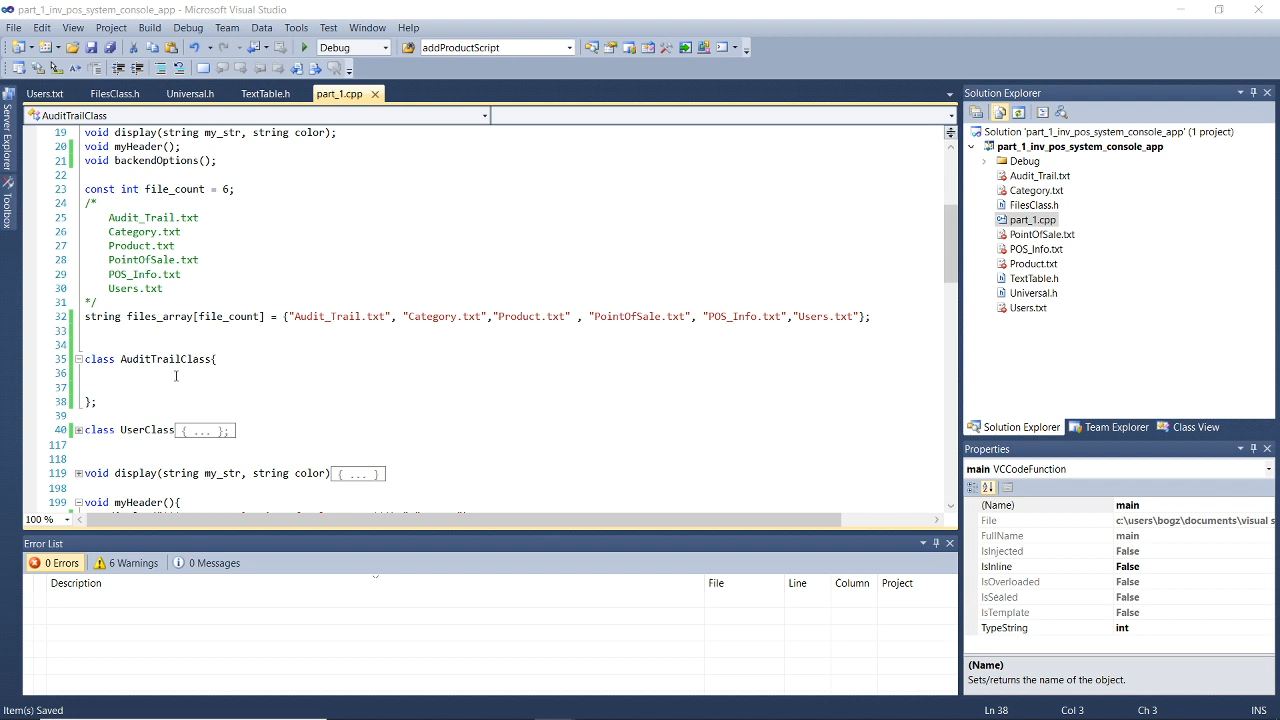 part_1_inv_pos_system_console_app - Microsoft Visual Studio
File Edit View Project Build Debug Team Data Tools Test Window Help
Debug addProductScript
Users.txt FilesClass.h Universal.h TextTable.h part_1.cpp
AuditTrailClass
19 void display(string my_str, string color);
20 void myHeader();
21 void backendOptions();
22
23 const int file_count = 6;
24 /*
25 Audit_Trail.txt
26 Category.txt
27 Product.txt
28 PointOfSale.txt
29 POS_Info.txt
30 Users.txt
31 */
32 string files_array[file_count] = {"Audit_Trail.txt", "Category.txt","Product.txt" , "PointOfSale.txt", "POS_Info.txt","Users.txt"};
33
34
35 class AuditTrailClass{
36
37
38 };
39
40 class UserClass{ ... };
117
118
119 void display(string my_str, string color){ ... }
198
199 void myHeader(){
100 %
Server Explorer
Toolbox
Error List
0 Errors 6 Warnings 0 Messages
Description File Line Column Project
Solution Explorer
Solution 'part_1_inv_pos_system_console_app' (1 project)
part_1_inv_pos_system_console_app
Debug
Audit_Trail.txt
Category.txt
FilesClass.h
part_1.cpp
PointOfSale.txt
POS_Info.txt
Product.txt
TextTable.h
Universal.h
Users.txt
Solution Explorer Team Explorer Class View
Properties
main VCCodeFunction
(Name) main
File c:\users\bogz\documents\visual s
FullName main
IsInjected False
IsInline False
IsOverloaded False
IsSealed False
IsTemplate False
TypeString int
(Name)
Sets/returns the name of the object.
Item(s) Saved Ln 38 Col 3 Ch 3 INS